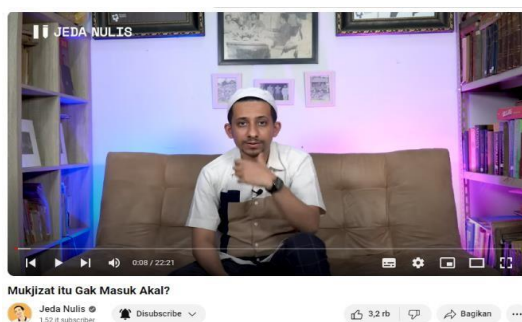 JEDA NULIS
0:08 / 22:21
Mukjizat itu Gak Masuk Akal?
Jeda Nulis
1,52 jt subscriber
Disubscribe
3,2 rb
Bagikan